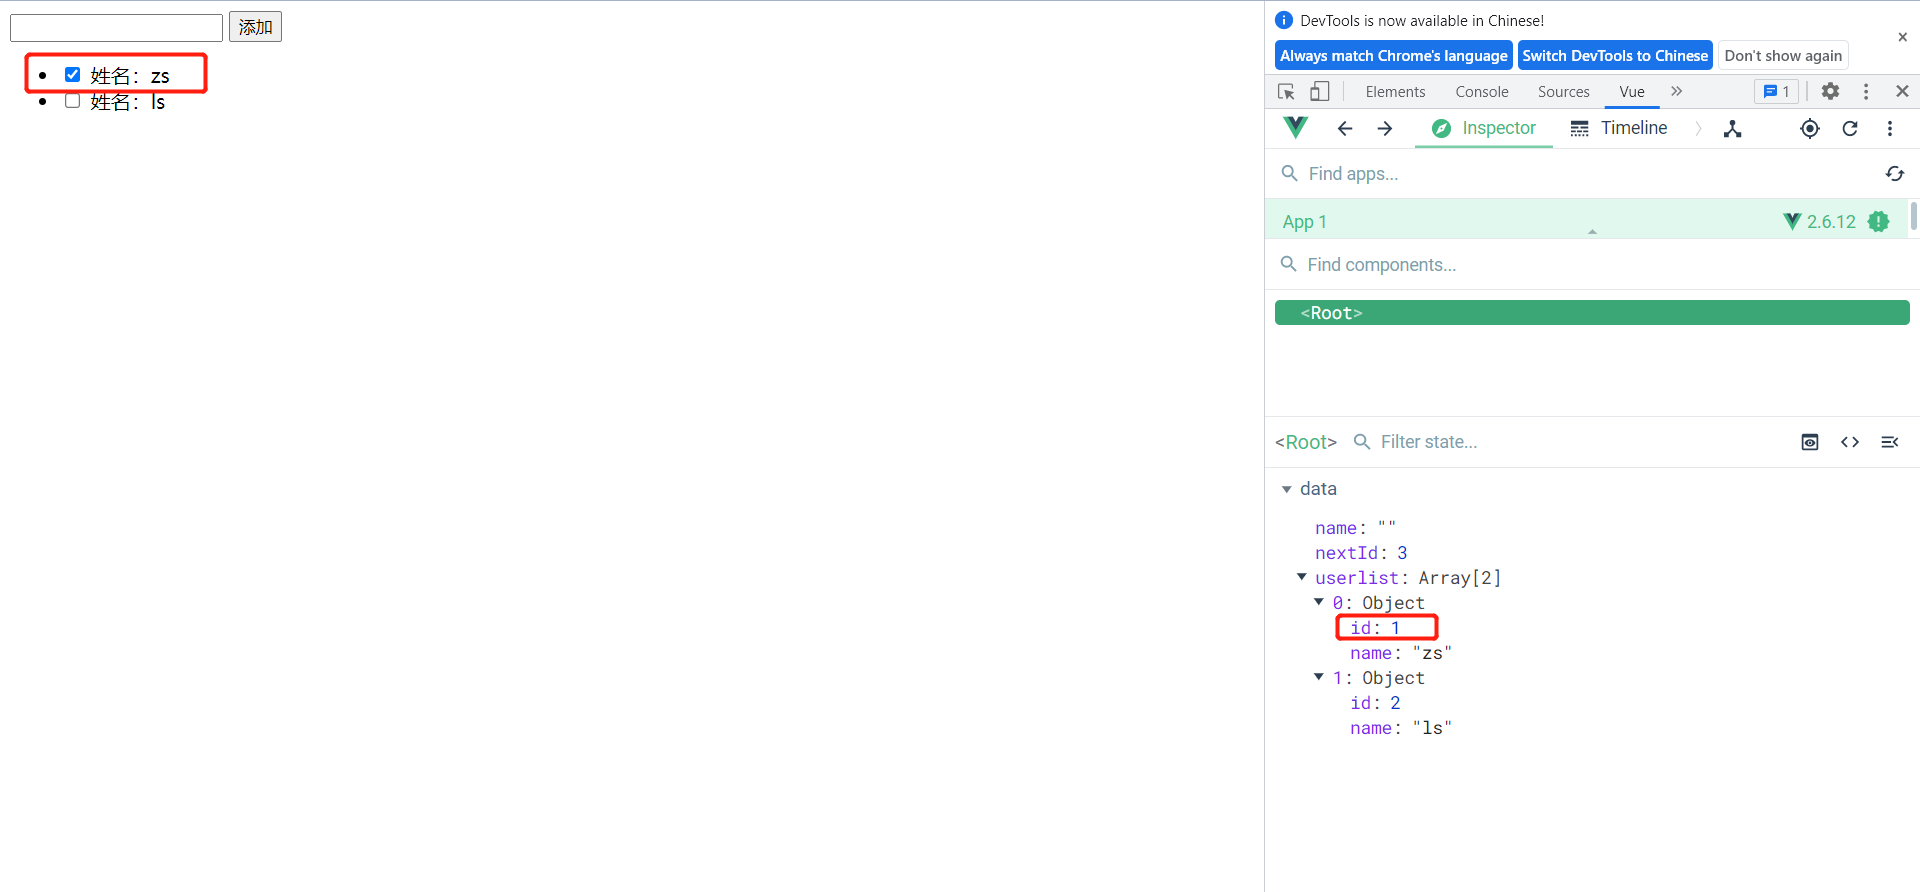 添加
姓名：zs
姓名：ls
DevTools is now available in Chinese!
Always match Chrome's language Switch DevTools to Chinese Don't show again
Elements Console Sources Vue 1
Inspector Timeline
Find apps...
App 1 2.6.12
Find components...
<Root>
<Root> Filter state...
data
name: ""
nextId: 3
userlist: Array[2]
0: Object
id: 1
name: "zs"
1: Object
id: 2
name: "ls"